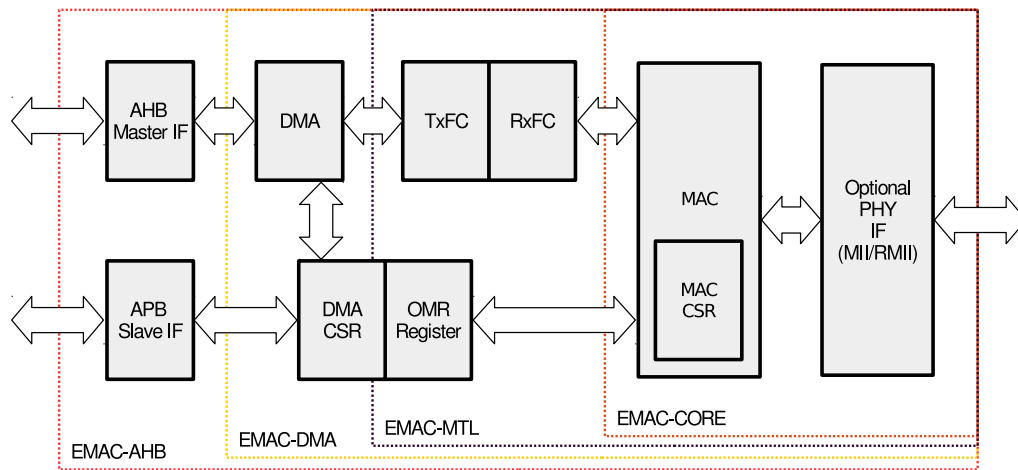 AHB
Master IF
DMA
TxFC
RxFC
MAC
Optional
PHY
IF
(MII/RMII)
APB
Slave IF
DMA
CSR
OMR
Register
MAC
CSR
EMAC-AHB
EMAC-DMA
EMAC-MTL
EMAC-CORE